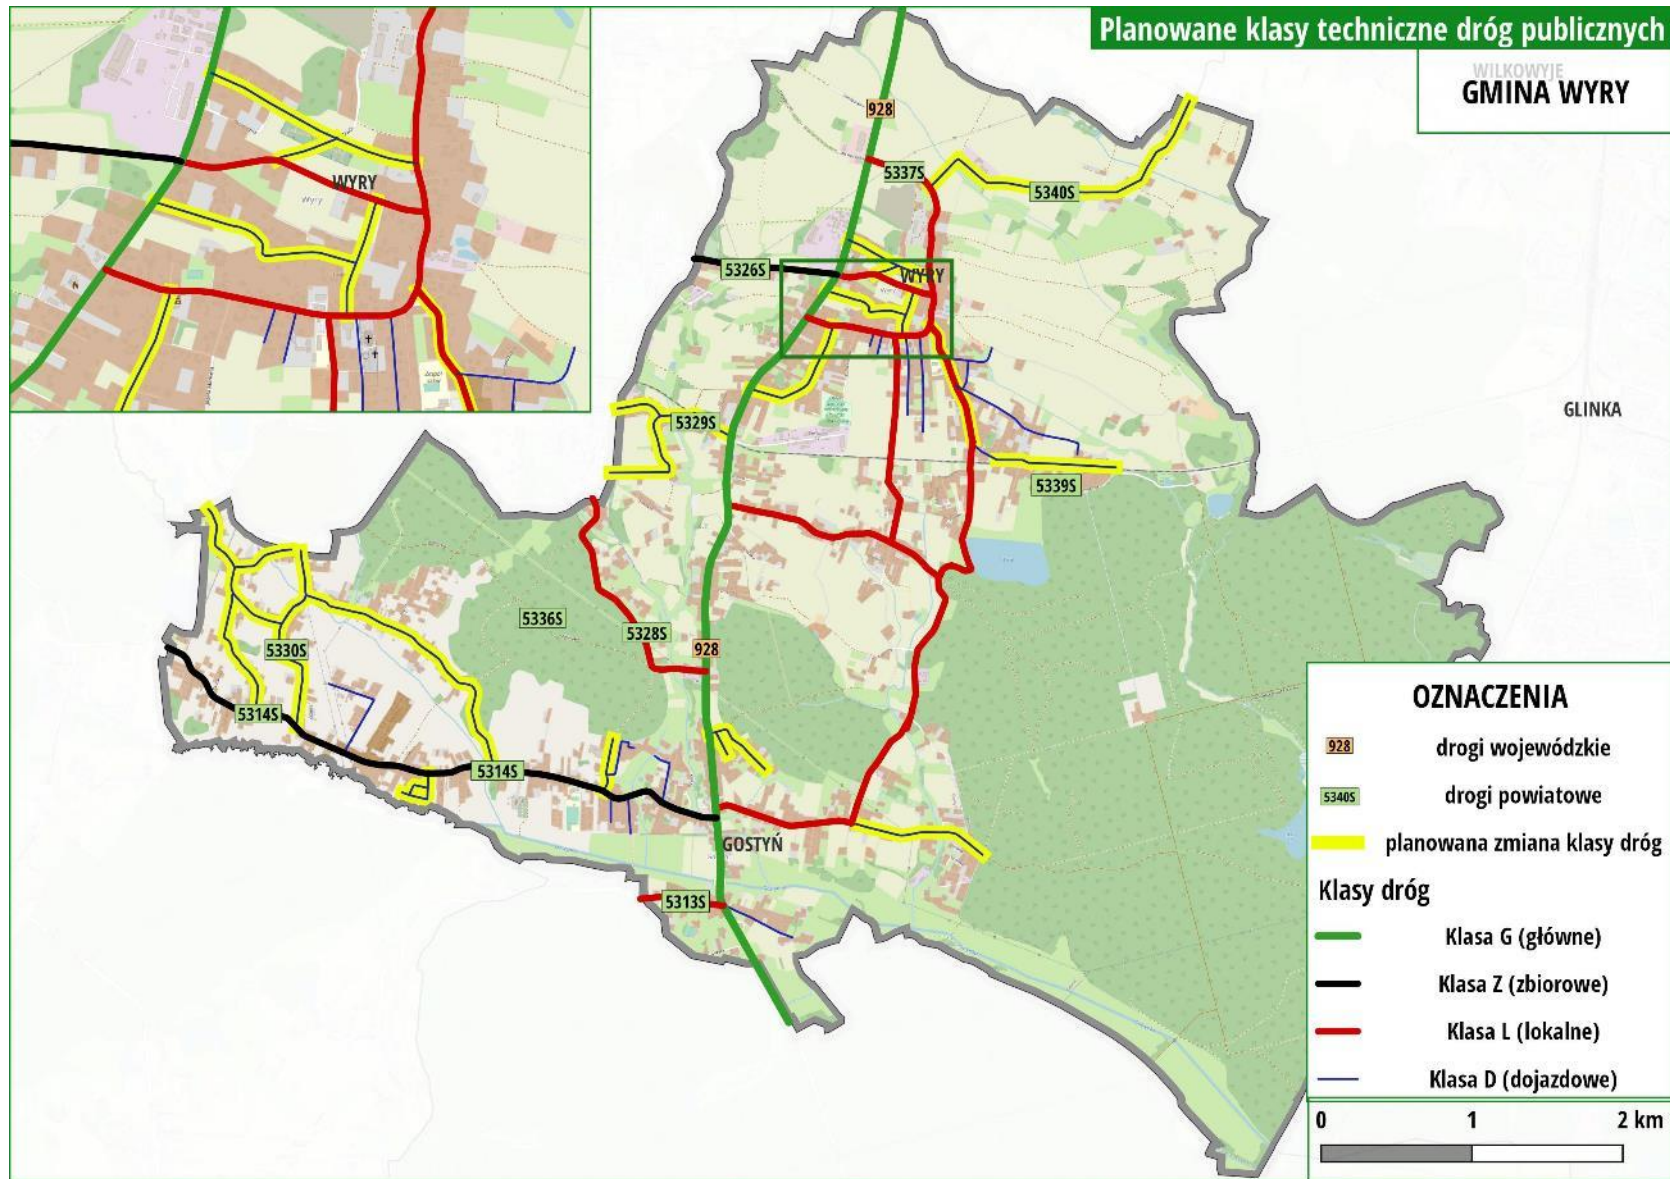 Planowane klasy techniczne dróg publicznych
WILKOWYJE
GMINA WYRY
WYRY
Wyry
928
5337S
5340S
5326S
WYRY
5329S
GLINKA
5339S
5336S
5328S
928
5330S
5314S
5314S
GOSTYŃ
5313S
OZNACZENIA
928 drogi wojewódzkie
5340S drogi powiatowe
planowana zmiana klasy dróg
Klasy dróg
Klasa G (główne)
Klasa Z (zbiorowe)
Klasa L (lokalne)
Klasa D (dojazdowe)
0 1 2 km